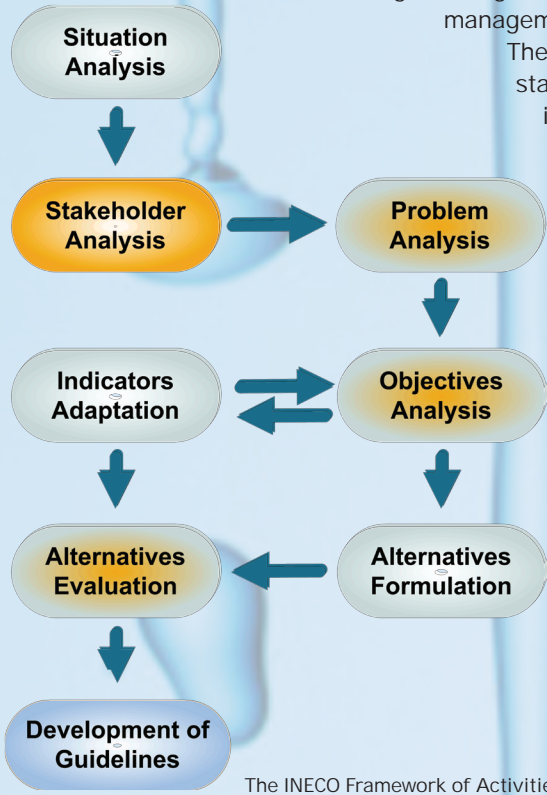 managem
The
sta
i
Situation
Analysis
Stakeholder
Analysis
Problem
Analysis
Indicators
Adaptation
Objectives
Analysis
Alternatives
Evaluation
Alternatives
Formulation
Development of
Guidelines
The INECO Framework of Activitie